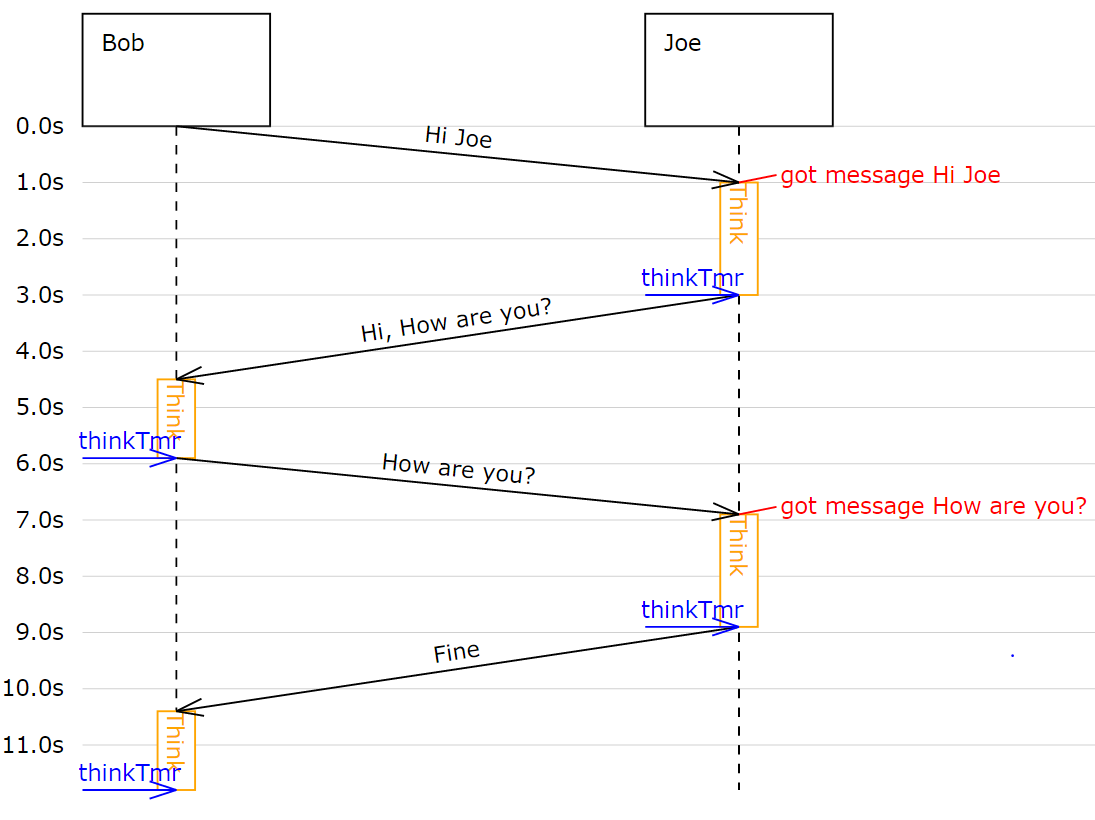 Bob
Joe
0.0s
Hi Joe
1.0s
got message Hi Joe
Think
2.0s
thinkTmr
3.0s
Hi, How are you?
4.0s
Think
5.0s
thinkTmr
6.0s
How are you?
got message How are you?
7.0s
Think
8.0s
thinkTmr
9.0s
Fine
10.0s
Think
11.0s
thinkTmr